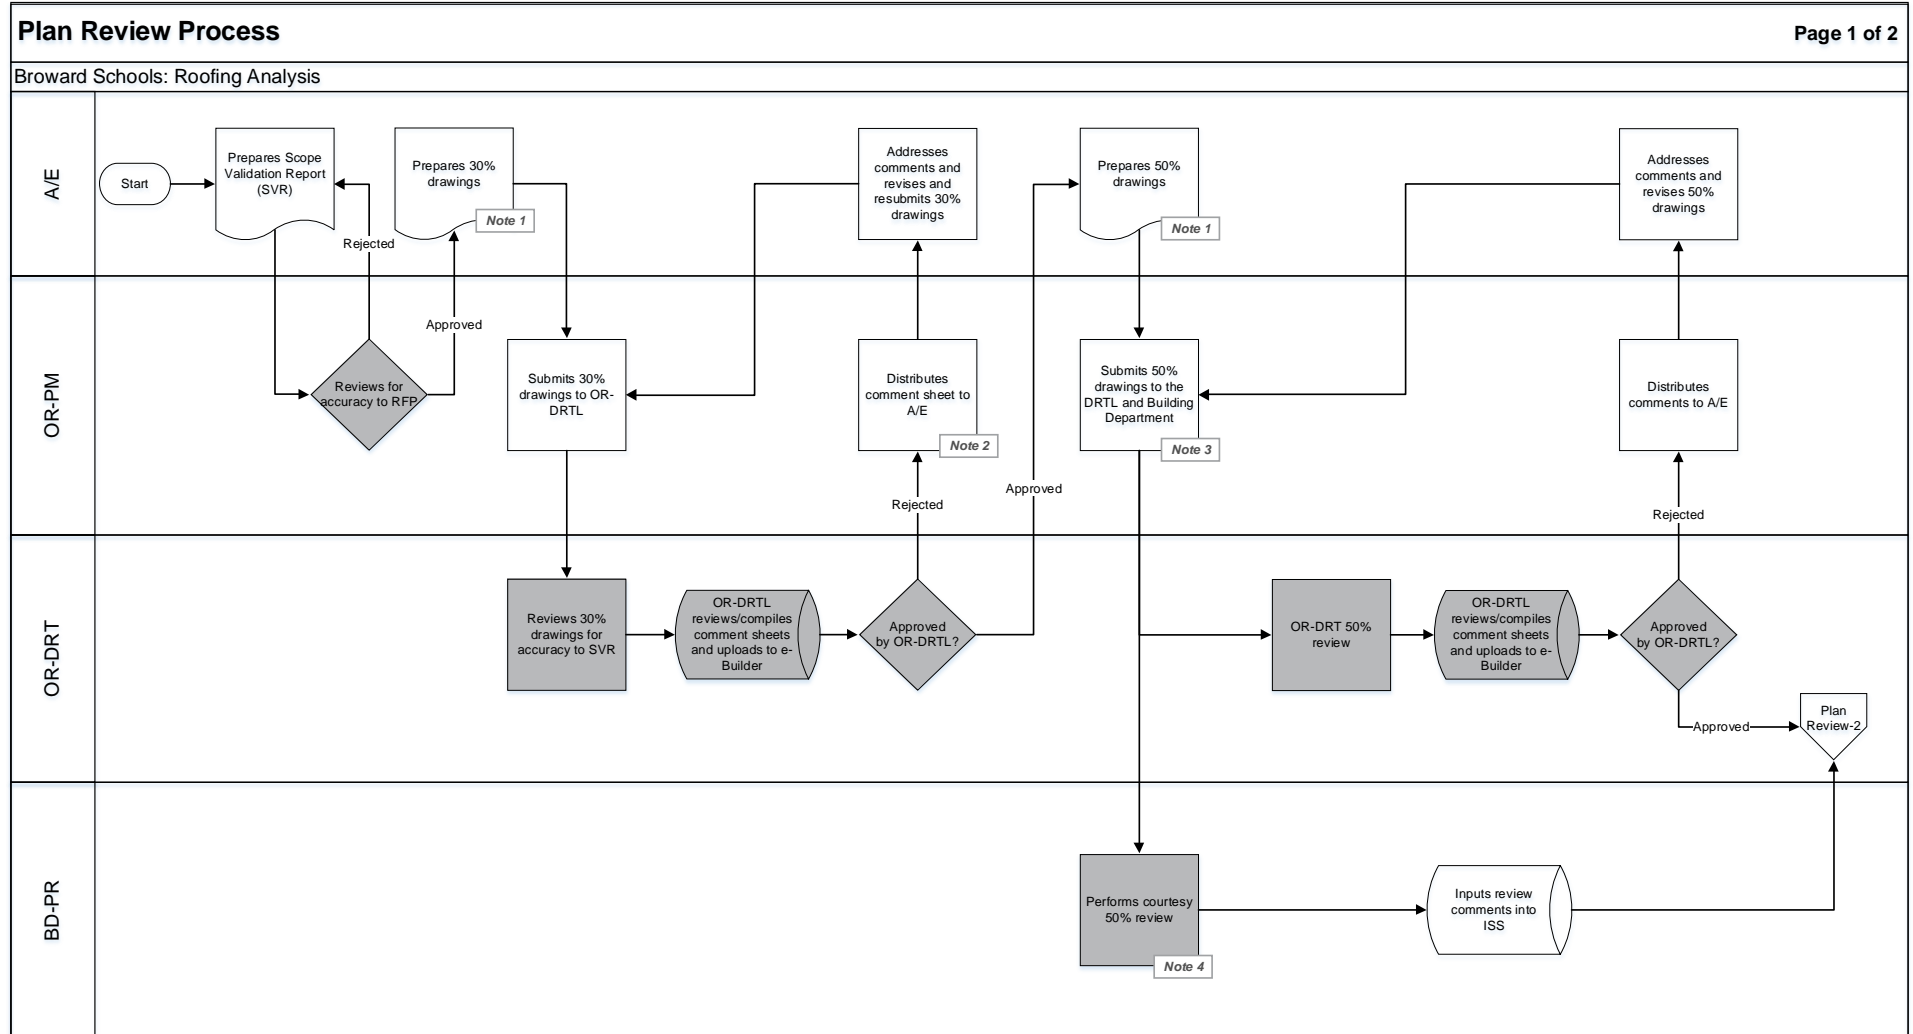 Plan Review Process
Page 1 of 2
Broward Schools: Roofing Analysis
A/E
Start
Prepares Scope
Validation Report
(SVR)
Rejected
Prepares 30%
drawings
Note 1
Approved
Addresses
comments and
revises and
resubmits 30%
drawings
Prepares 50%
drawings
Note 1
Addresses
comments and
revises 50%
drawings
OR-PM
Reviews for
accuracy to RFP
Submits 30%
drawings to OR-
DRTL
Distributes
comment sheet to
A/E
Note 2
Rejected
Approved
Submits 50%
drawings to the
DRTL and Building
Department
Note 3
Distributes
comments to A/E
Rejected
OR-DRT
Reviews 30%
drawings for
accuracy to SVR
OR-DRTL
reviews/compiles
comment sheets
and uploads to e-
Builder
Approved
by OR-DRTL?
OR-DRT 50%
review
OR-DRTL
reviews/compiles
comment sheets
and uploads to e-
Builder
Approved
by OR-DRTL?
Approved
Plan
Review-2
BD-PR
Performs courtesy
50% review
Note 4
Inputs review
comments into
ISS